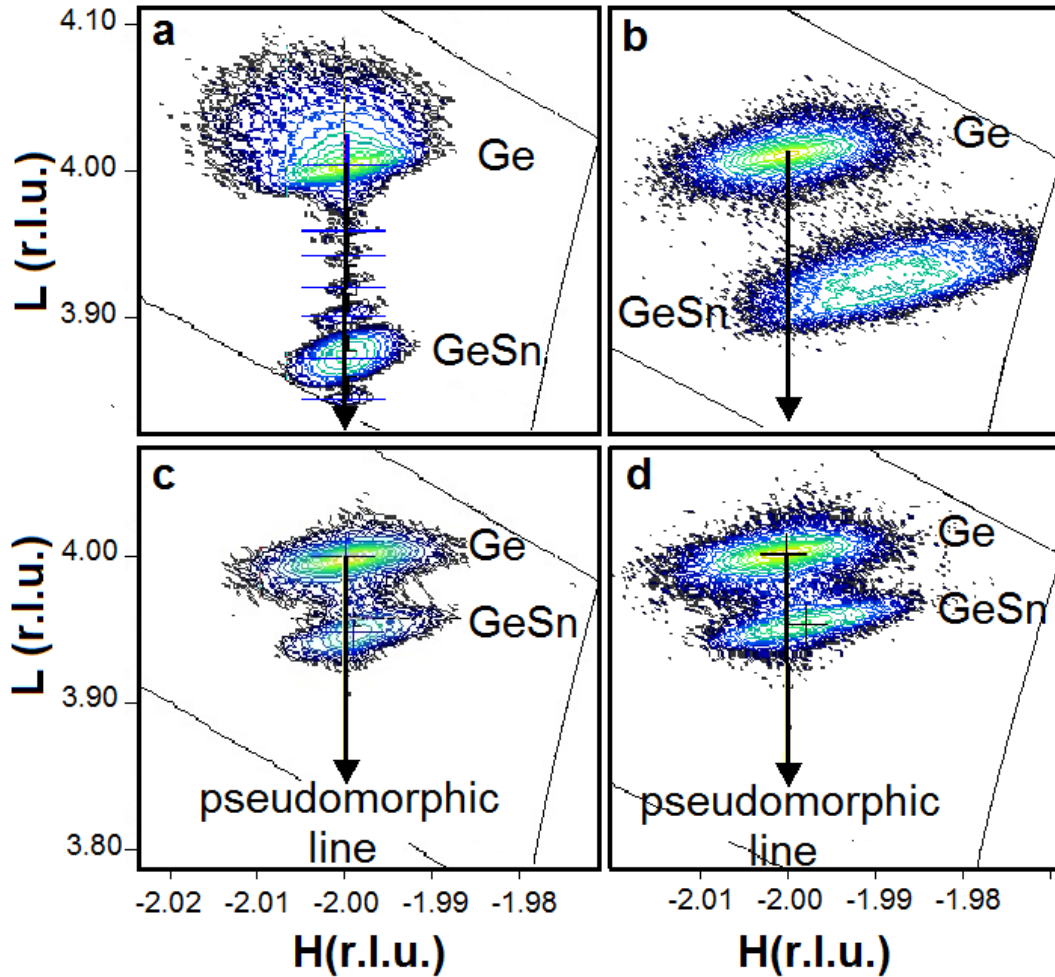 4.10
a
b
Ge
Ge
4.00
L (r.l.u.)
3.90
GeSn
GeSn
c
d
Ge
Ge
4.00
GeSn
GeSn
L (r.l.u.)
3.90
pseudomorphic
line
pseudomorphic
line
3.80
-2.02 -2.01 -2.00 -1.99 -1.98
-2.01 -2.00 -1.99 -1.98
H(r.l.u.)
H(r.l.u.)